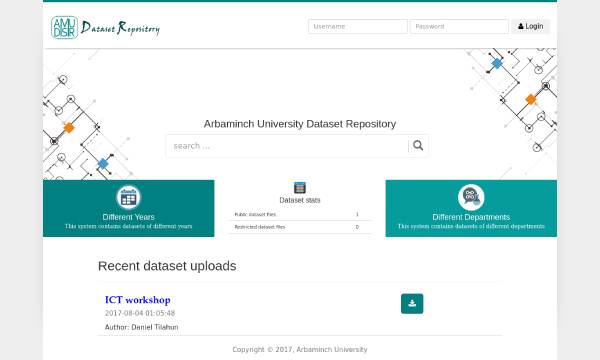 AMU
DISIR
Dataset Repository
Username
Password
Login
Arbaminch University Dataset Repository
search ...
Different Years
This system contains datasets of different years
Dataset stats
Public dataset files 1
Restricted dataset files 0
Different Departments
This system contains datasets of different departments
Recent dataset uploads
ICT workshop
2017-08-04 01:05:48
Author: Daniel Tilahun
Copyright © 2017, Arbaminch University